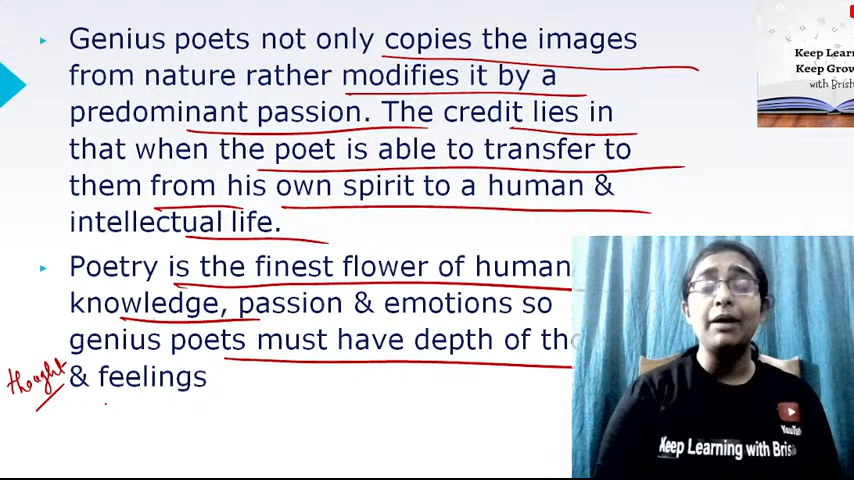 Genius poets not only copies the images
from nature rather modifies it by a
predominant passion. The credit lies in
that when the poet is able to transfer to
them from his own spirit to a human &
intellectual life.
Poetry is the finest flower of human
knowledge, passion & emotions so
genius poets must have depth of
thought
& feelings
Keep Learn
Keep Grow
with Brish
YouTu
Keep Learning with Bris